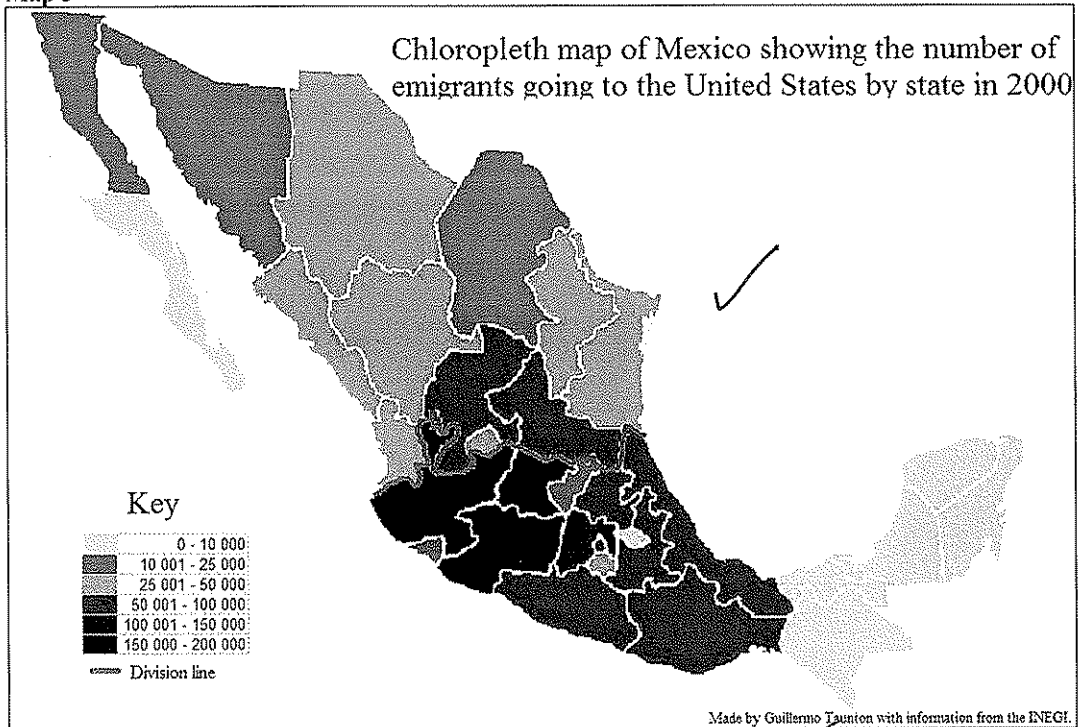 Chloropleth map of Mexico showing the number of
emigrants going to the United States by state in 2000
Key
0 - 10 000
10 001 - 25 000
25 001 - 50 000
50 001 - 100 000
100 001 - 150 000
150 000 - 200 000
Division line
Made by Guillermo Taunton with information from the INEGI.